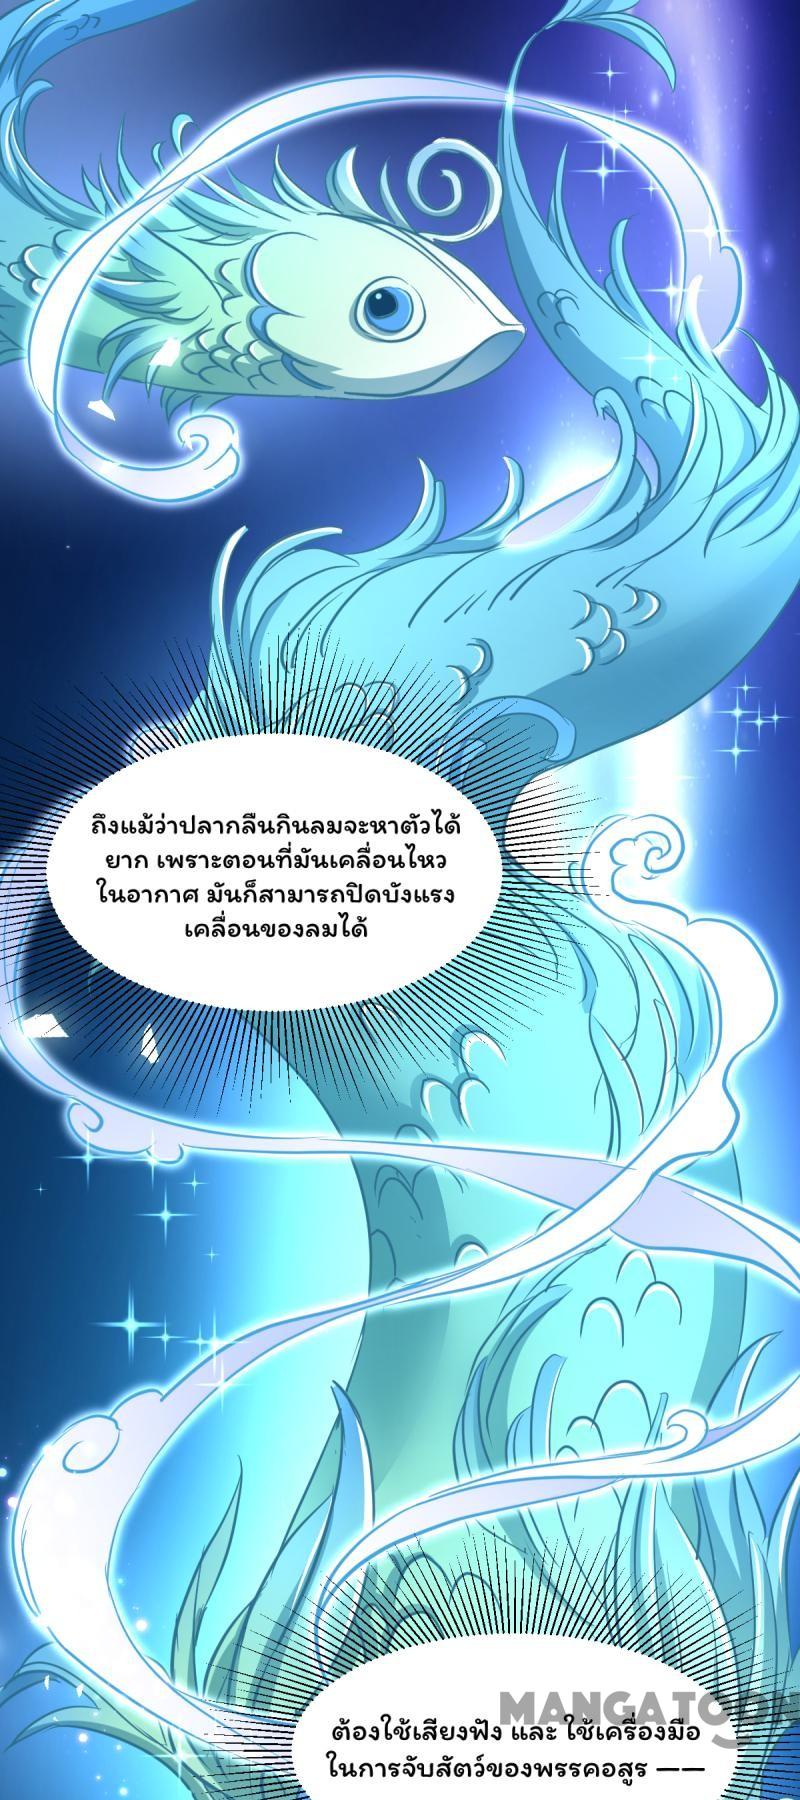 ถึงแม้ว่าปลากลืนกินลมจะหาตัวได้
ยาก เพราะตอนที่มันเคลื่อนไหว
ในอากาศ มันก็สามารถปิดบังแรง
เคลื่อนของลมได้
MANGATOON
ต้องใช้เสียงฟัง และ ใช้เครื่องมือ
ในการจับสัตว์ของพรรคอสูร ——